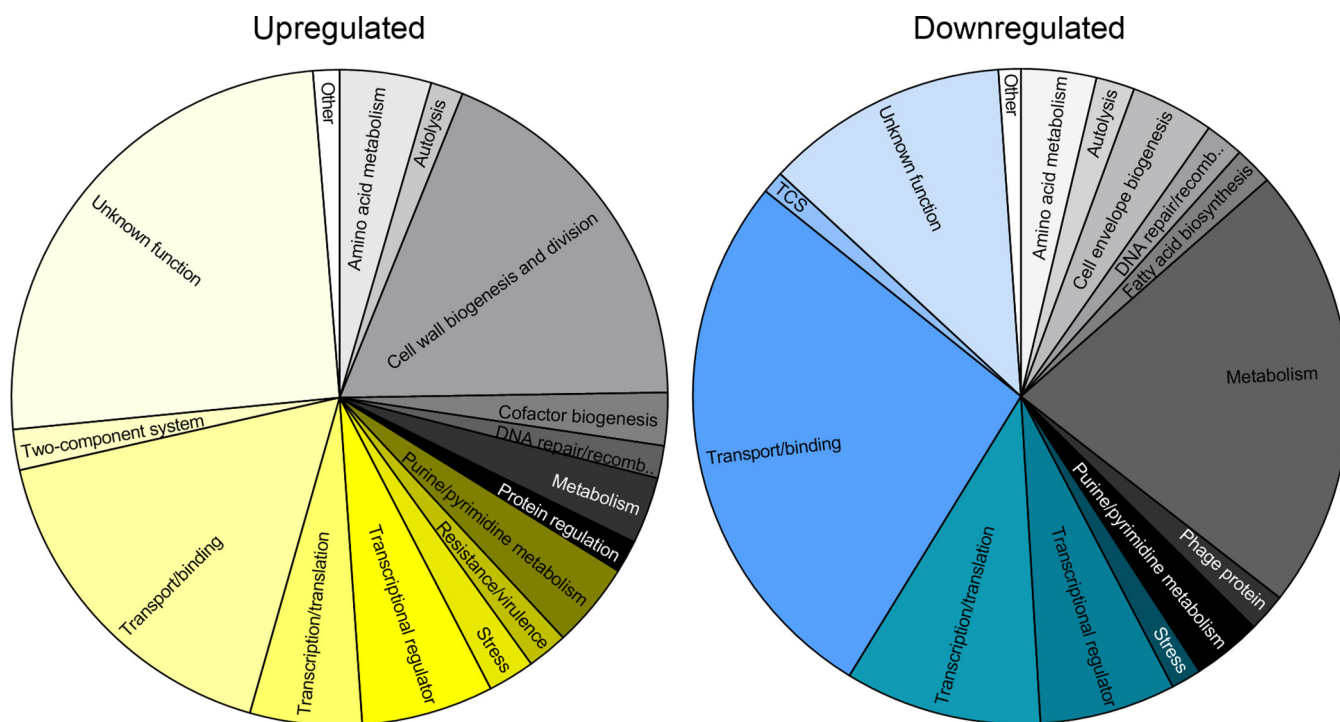 Upregulated
Other
Amino acid metabolism
Autolysis
Cell wall biogenesis and division
Cofactor biogenesis
DNA repair/recomb..
Metabolism
Protein regulation
Purine/pyrimidine metabolism
Resistance/virulence
Stress
Transcriptional regulator
Transcription/translation
Transport/binding
Two-component system
Unknown function
Downregulated
Other
Amino acid metabolism
Autolysis
Cell envelope biogenesis
DNA repair/recomb..
Fatty acid biosynthesis
Metabolism
Phage protein
Purine/pyrimidine metabolism
Stress
Transcriptional regulator
Transcription/translation
Transport/binding
TCS
Unknown function